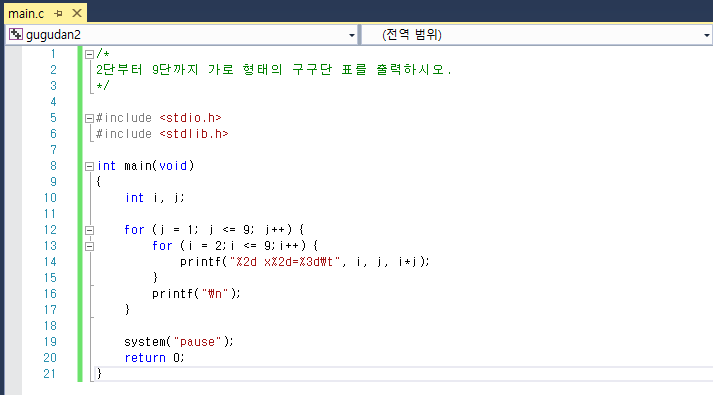 main.c
gugudan2
(전역 범위)
1 /*
2 2단부터 9단까지 가로 형태의 구구단 표를 출력하시오.
3 */
4
5 #include <stdio.h>
6 #include <stdlib.h>
7
8 int main(void)
9 {
10 int i, j;
11
12 for (j = 1; j <= 9; j++) {
13 for (i = 2;i <= 9;i++) {
14 printf("%2d x%2d=%3d₩t", i, j, i*j);
15 }
16 printf("₩n");
17 }
18
19 system("pause");
20 return 0;
21 }